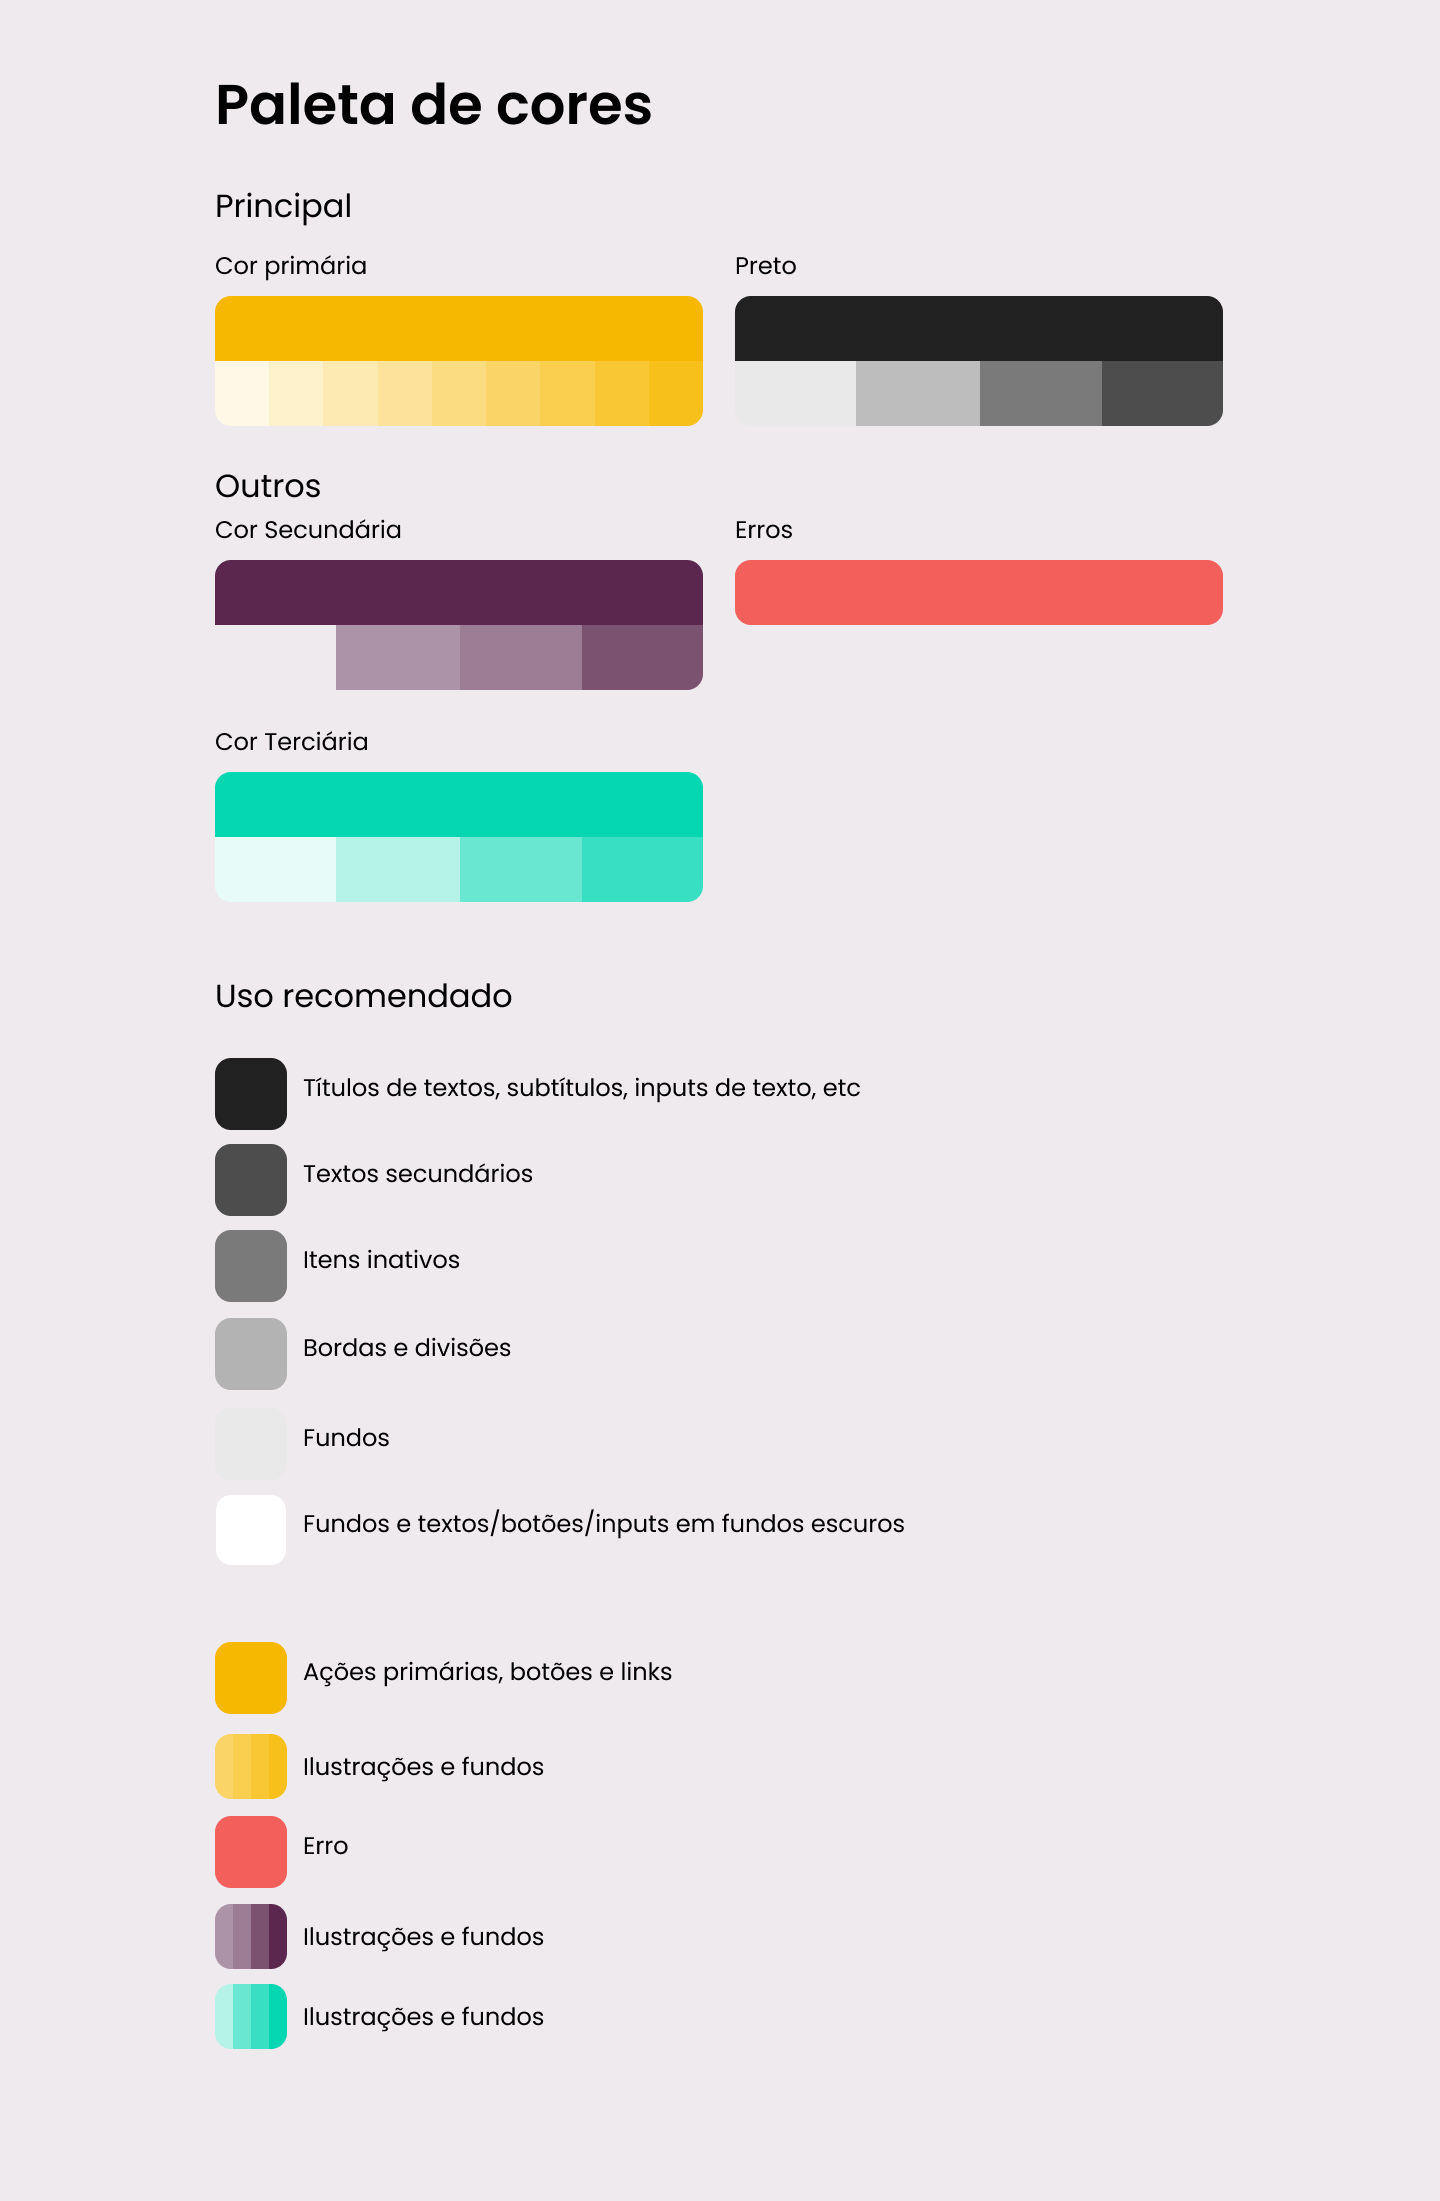 Paleta de cores
Principal
Cor primária
Preto
Outros
Cor Secundária
Erros
Cor Terciária
Uso recomendado
Títulos de textos, subtítulos, inputs de texto, etc
Textos secundários
Itens inativos
Bordas e divisões
Fundos
Fundos e textos/botões/inputs em fundos escuros
Ações primárias, botões e links
Ilustrações e fundos
Erro
Ilustrações e fundos
Ilustrações e fundos